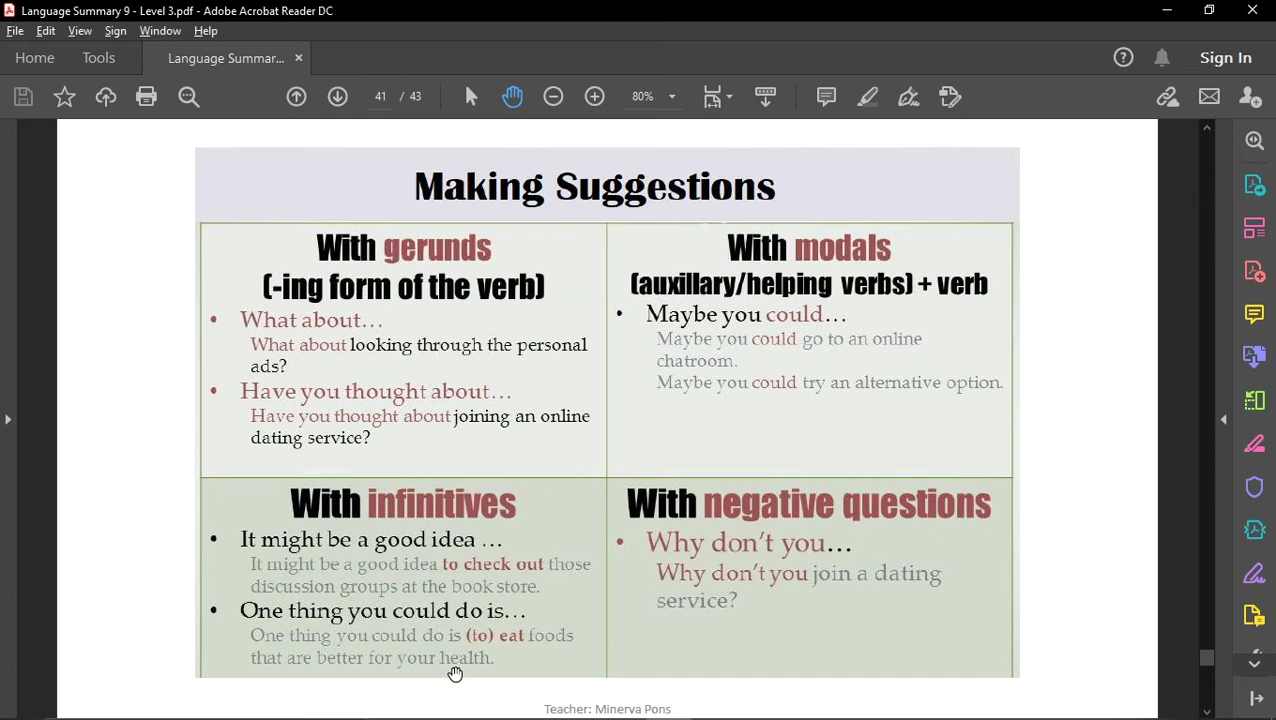 Language Summary 9 - Level 3.pdf - Adobe Acrobat Reader DC
File Edit View Sign Window Help
Home Tools Language Summar... × Sign In
41 / 43 80%
Making Suggestions
With gerunds
(-ing form of the verb)
• What about…
What about looking through the personal
ads?
• Have you thought about…
Have you thought about joining an online
dating service?
With modals
(auxillary/helping verbs) + verb
• Maybe you could…
Maybe you could go to an online
chatroom.
Maybe you could try an alternative option.
With infinitives
• It might be a good idea …
It might be a good idea to check out those
discussion groups at the book store.
• One thing you could do is…
One thing you could do is (to) eat foods
that are better for your health.
With negative questions
• Why don't you…
Why don't you join a dating
service?
Teacher: Minerva Pons